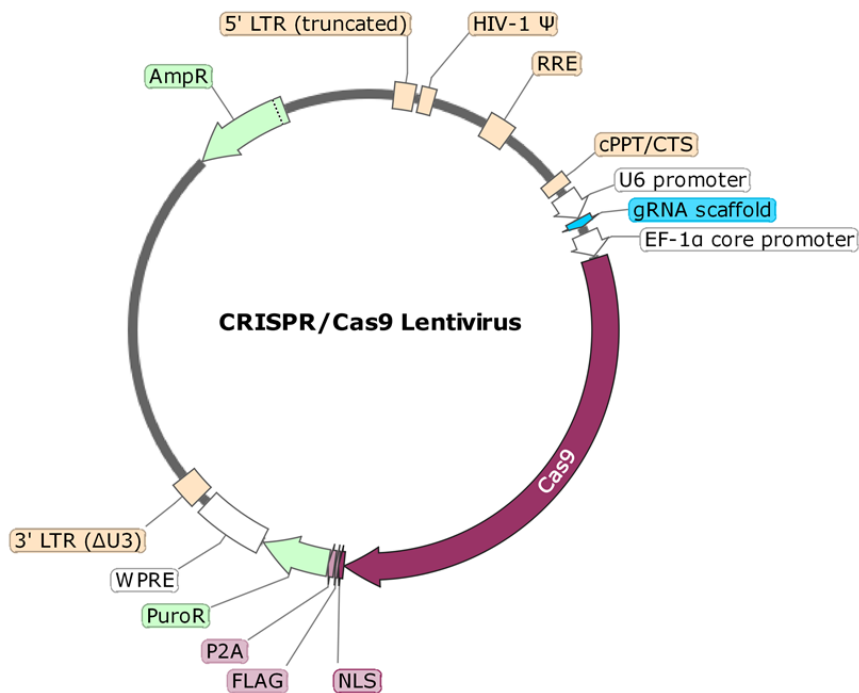 5' LTR (truncated)
HIV-1 Ψ
RRE
AmpR
cPPT/CTS
U6 promoter
gRNA scaffold
EF-1α core promoter
CRISPR/Cas9 Lentivirus
Cas9
3' LTR (ΔU3)
WPRE
PuroR
P2A
FLAG
NLS